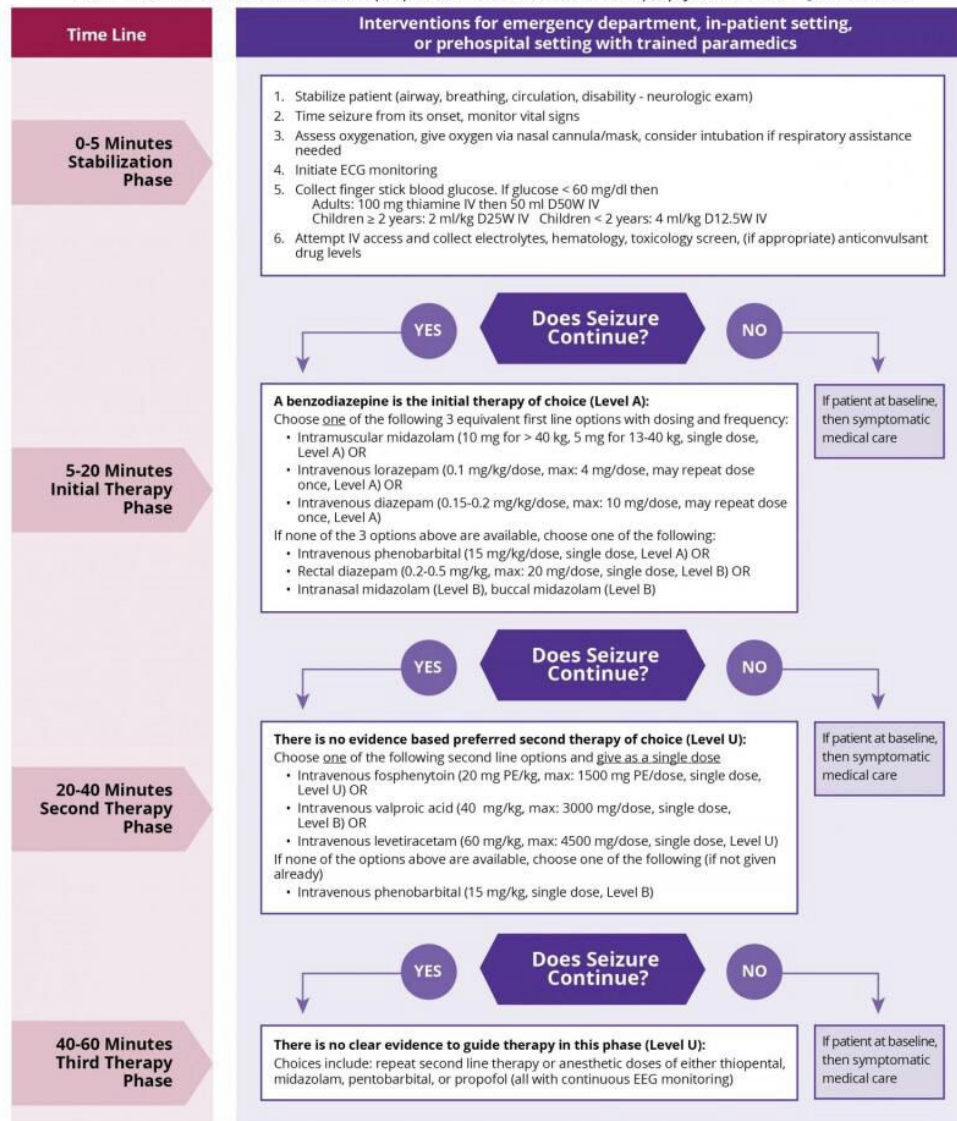 Time Line
Interventions for emergency department, in-patient setting,
or prehospital setting with trained paramedics
0-5 Minutes
Stabilization
Phase
1. Stabilize patient (airway, breathing, circulation, disability - neurologic exam)
2. Time seizure from its onset, monitor vital signs
3. Assess oxygenation, give oxygen via nasal cannula/mask, consider intubation if respiratory assistance
needed
4. Initiate ECG monitoring
5. Collect finger stick blood glucose. If glucose < 60 mg/dl then
Adults: 100 mg thiamine IV then 50 ml D50W IV
Children ≥ 2 years: 2 ml/kg D25W IV Children < 2 years: 4 ml/kg D12.5W IV
6. Attempt IV access and collect electrolytes, hematology, toxicology screen, (if appropriate) anticonvulsant
drug levels
YES
Does Seizure
Continue?
NO
5-20 Minutes
Initial Therapy
Phase
A benzodiazepine is the initial therapy of choice (Level A):
Choose one of the following 3 equivalent first line options with dosing and frequency:
• Intramuscular midazolam (10 mg for > 40 kg, 5 mg for 13-40 kg, single dose,
Level A) OR
• Intravenous lorazepam (0.1 mg/kg/dose, max: 4 mg/dose, may repeat dose
once, Level A) OR
• Intravenous diazepam (0.15-0.2 mg/kg/dose, max: 10 mg/dose, may repeat dose
once, Level A)
If none of the 3 options above are available, choose one of the following:
• Intravenous phenobarbital (15 mg/kg/dose, single dose, Level A) OR
• Rectal diazepam (0.2-0.5 mg/kg, max: 20 mg/dose, single dose, Level B) OR
• Intranasal midazolam (Level B), buccal midazolam (Level B)
If patient at baseline,
then symptomatic
medical care
YES
Does Seizure
Continue?
NO
20-40 Minutes
Second Therapy
Phase
There is no evidence based preferred second therapy of choice (Level U):
Choose one of the following second line options and give as a single dose
• Intravenous fosphenytoin (20 mg PE/kg, max: 1500 mg PE/dose, single dose,
Level U) OR
• Intravenous valproic acid (40 mg/kg, max: 3000 mg/dose, single dose,
Level B) OR
• Intravenous levetiracetam (60 mg/kg, max: 4500 mg/dose, single dose, Level U)
If none of the options above are available, choose one of the following (if not given
already)
• Intravenous phenobarbital (15 mg/kg, single dose, Level B)
If patient at baseline,
then symptomatic
medical care
YES
Does Seizure
Continue?
NO
40-60 Minutes
Third Therapy
Phase
There is no clear evidence to guide therapy in this phase (Level U):
Choices include: repeat second line therapy or anesthetic doses of either thiopental,
midazolam, pentobarbital, or propofol (all with continuous EEG monitoring)
If patient at baseline,
then symptomatic
medical care